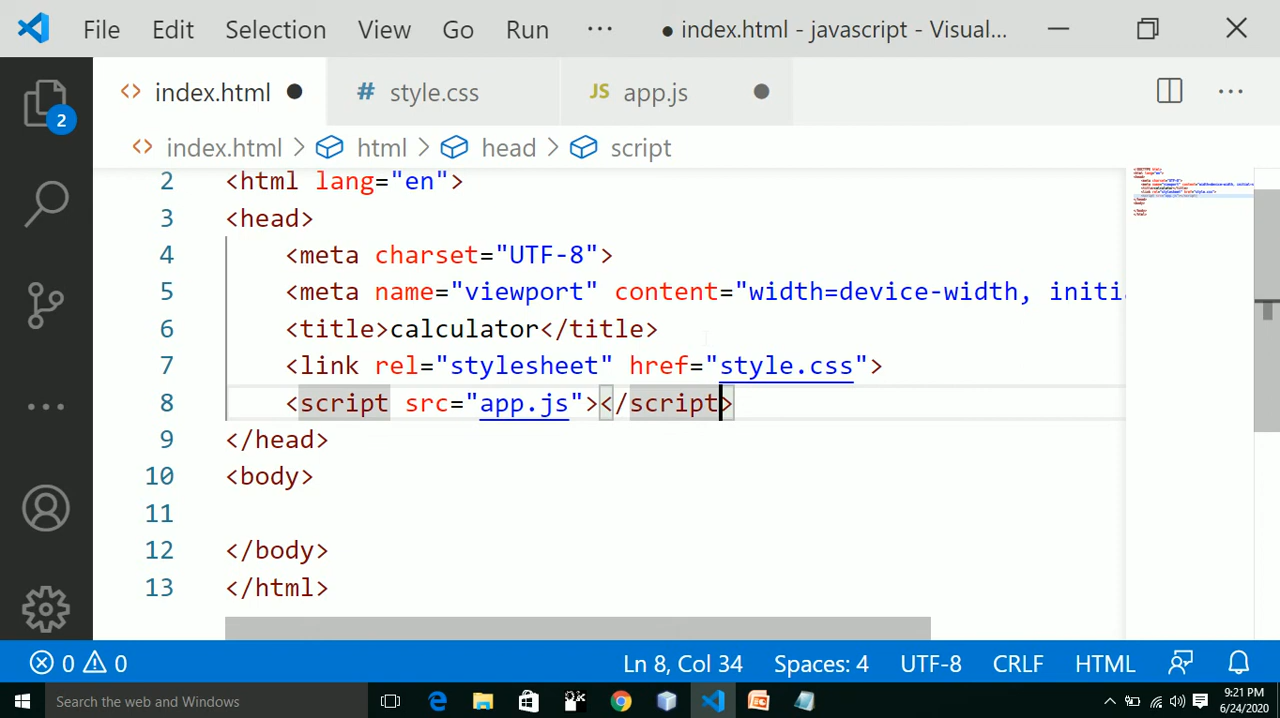 File Edit Selection View Go Run ··· ● index.html - javascript - Visual...
index.html ● # style.css JS app.js ●
index.html > html > head > script
2
2 <html lang="en">
3 <head>
4 <meta charset="UTF-8">
5 <meta name="viewport" content="width=device-width, initi
6 <title>calculator</title>
7 <link rel="stylesheet" href="style.css">
8 <script src="app.js"></script>
9 </head>
10 <body>
11
12 </body>
13 </html>
0 0 Ln 8, Col 34 Spaces: 4 UTF-8 CRLF HTML
Search the web and Windows
9:21 PM
6/24/2020